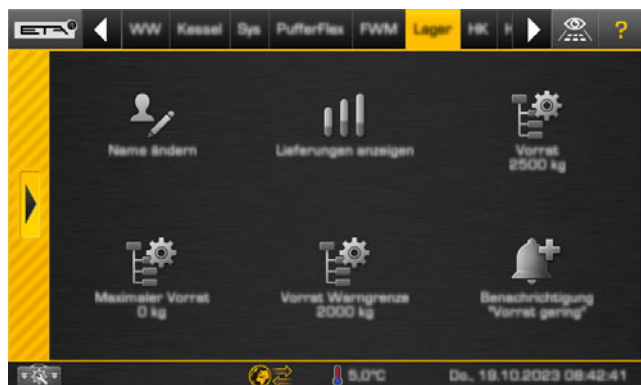 ETA
WW Kessel Sys PufferFlex FWM Lager HK
?
Name ändern
Lieferungen anzeigen
Vorrat
2500 kg
Maximaler Vorrat
0 kg
Vorrat Warngrenze
2000 kg
Benachrichtigung
"Vorrat gering"
5,0°C
Do., 19.10.2023 08:42:41